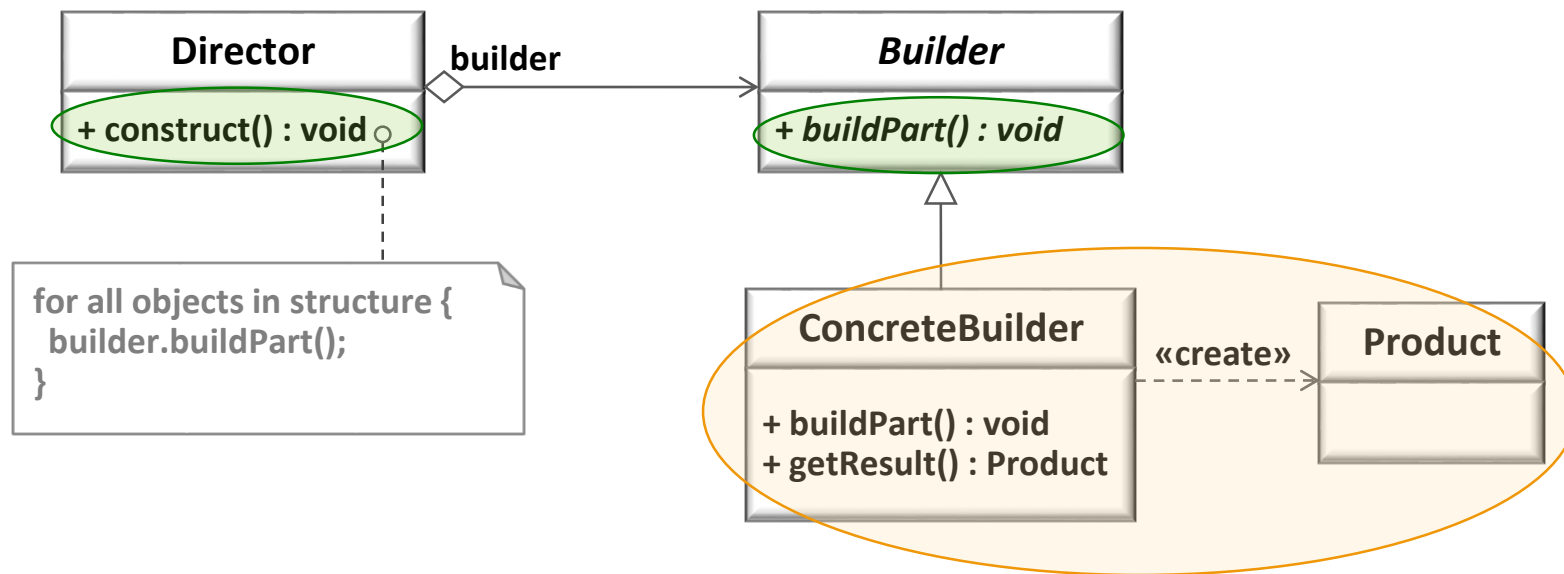 Director
+ construct() : void
builder
Builder
+ buildPart() : void
for all objects in structure {
builder.buildPart();
}
ConcreteBuilder
+ buildPart() : void
+ getResult() : Product
«create»
Product